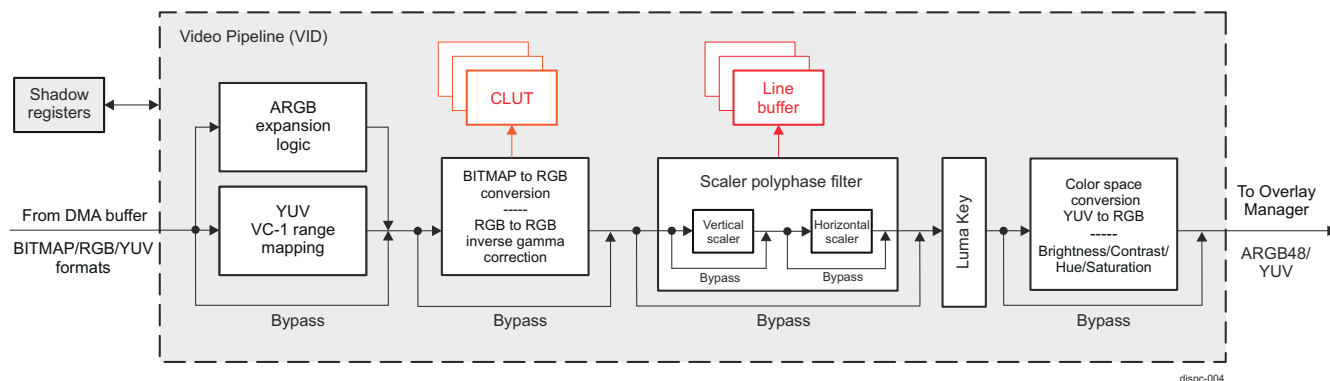 Video Pipeline (VID)
Shadow
registers
ARGB
expansion
logic
YUV
VC-1 range
mapping
From DMA buffer
BITMAP/RGB/YUV
formats
Bypass
CLUT
BITMAP to RGB
conversion
-----
RGB to RGB
inverse gamma
correction
Bypass
Line
buffer
Scaler polyphase filter
Vertical
scaler
Horizontal
scaler
Bypass
Bypass
Bypass
Luma Key
Color space
conversion
YUV to RGB
-----
Brightness/Contrast/
Hue/Saturation
Bypass
To Overlay
Manager
ARGB48/
YUV
dispc-004